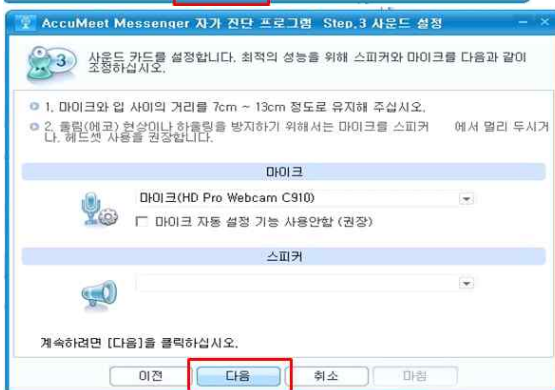 AccuMeet Messenger 자가 진단 프로그램 Step.3 사운드 설정
3
사운드 카드를 설정합니다. 최적의 성능을 위해 스피커와 마이크를 다음과 같이
조정하십시오.
1. 마이크와 입 사이의 거리를 7cm ~ 13cm 정도로 유지해 주십시오.
2. 울림(에코) 현상이나 하울링을 방지하기 위해서는 마이크를 스피커 에서 멀리 두시거
나, 헤드셋 사용을 권장합니다.
마이크
마이크(HD Pro Webcam C910)
마이크 자동 설정 기능 사용안함 (권장)
스피커
계속하려면 [다음]을 클릭하십시오.
이전 다음 취소 마침